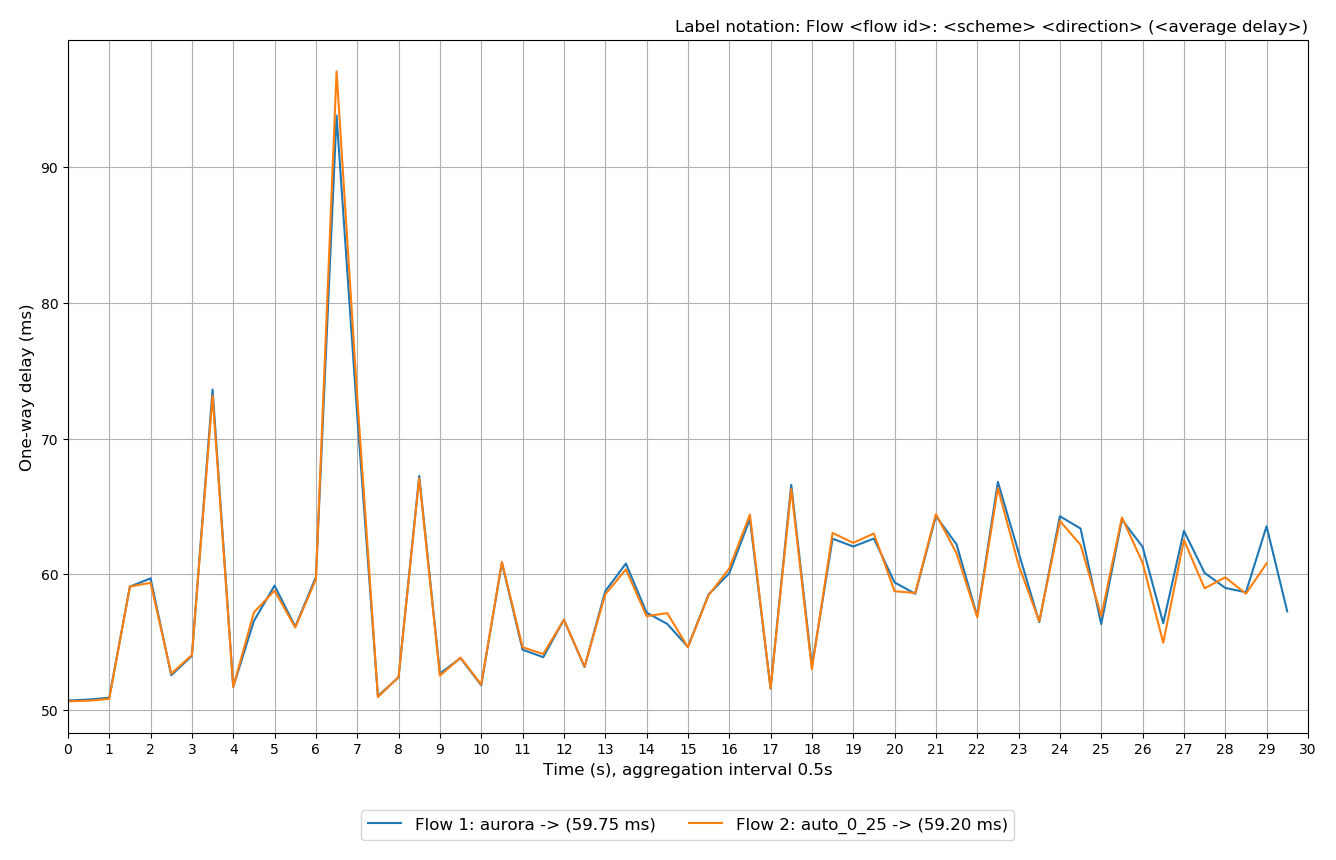 Label notation: Flow <flow id>: <scheme> <direction> (<average delay>)
One-way delay (ms)
90
80
70
60
50
0 1 2 3 4 5 6 7 8 9 10 11 12 13 14 15 16 17 18 19 20 21 22 23 24 25 26 27 28 29 30
Time (s), aggregation interval 0.5s
Flow 1: aurora -> (59.75 ms) Flow 2: auto_0_25 -> (59.20 ms)